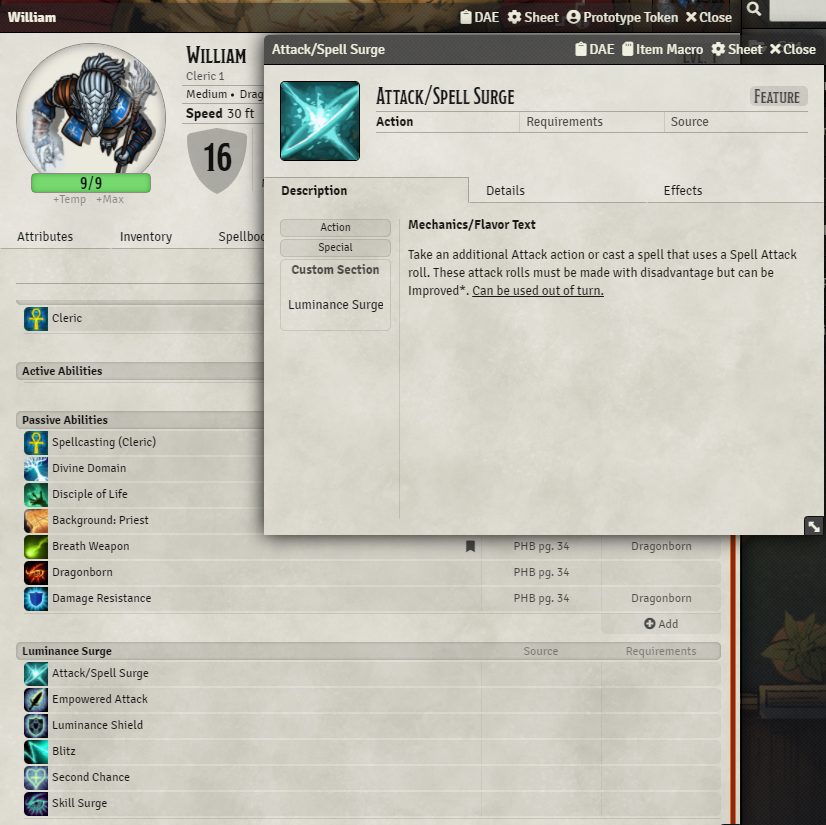 William
DAE Sheet Prototype Token Close
WILLIAM
Cleric 1
Medium • Drag
Speed 30 ft
16
9/9
+Temp +Max
Attributes Inventory Spellboo
Cleric
Active Abilities
Passive Abilities
Spellcasting (Cleric)
Divine Domain
Disciple of Life
Background: Priest
Breath Weapon PHB pg. 34 Dragonborn
Dragonborn PHB pg. 34
Damage Resistance PHB pg. 34 Dragonborn
Add
Luminance Surge Source Requirements
Attack/Spell Surge
Empowered Attack
Luminance Shield
Blitz
Second Chance
Skill Surge
Attack/Spell Surge
DAE Item Macro Sheet Close
ATTACK/SPELL SURGE
FEATURE
Action Requirements Source
Description Details Effects
Action
Special
Custom Section
Luminance Surge
Mechanics/Flavor Text
Take an additional Attack action or cast a spell that uses a Spell Attack
roll. These attack rolls must be made with disadvantage but can be
Improved*. Can be used out of turn.